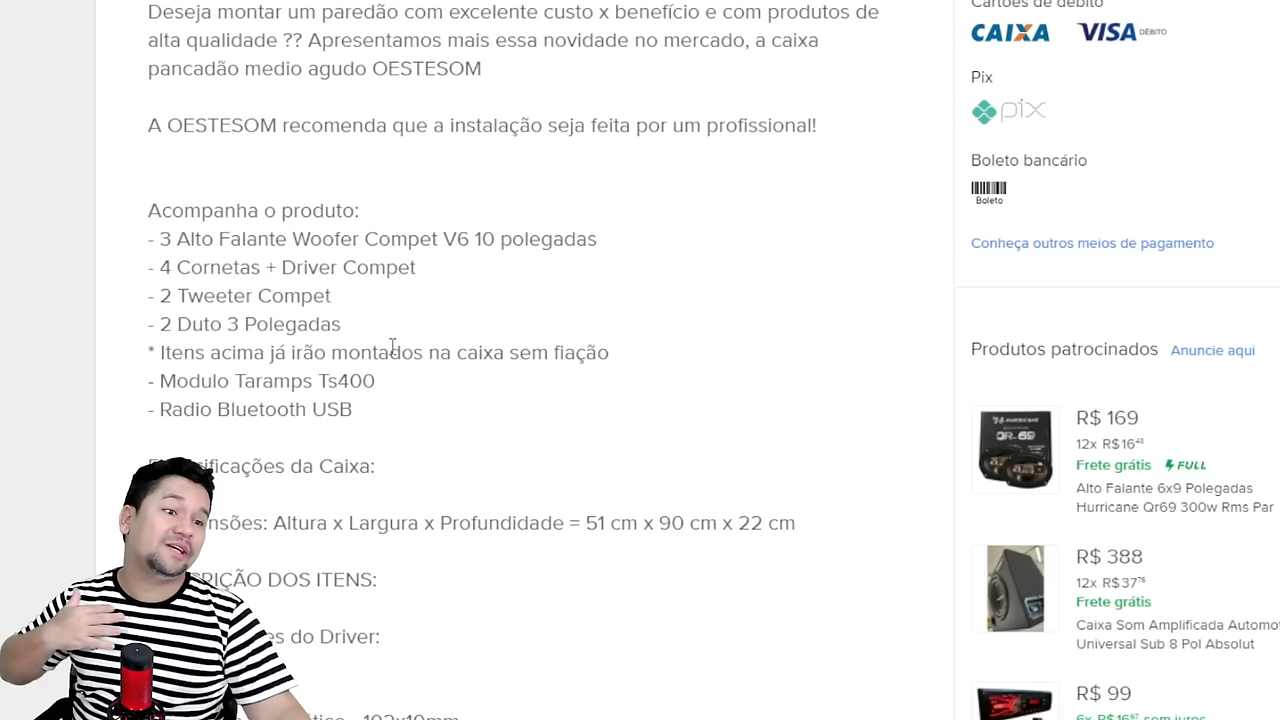 Deseja montar um paredão com excelente custo x benefício e com produtos de
alta qualidade ?? Apresentamos mais essa novidade no mercado, a caixa
pancadão medio agudo OESTESOM
A OESTESOM recomenda que a instalação seja feita por um profissional!
Acompanha o produto:
- 3 Alto Falante Woofer Compet V6 10 polegadas
- 4 Cornetas + Driver Compet
- 2 Tweeter Compet
- 2 Duto 3 Polegadas
* Itens acima já irão montados na caixa sem fiação
- Modulo Taramps Ts400
- Radio Bluetooth USB
da Caixa:
Altura x Largura x Profundidade = 51 cm x 90 cm x 22 cm
DOS ITENS:
do Driver:
Cartões de débito
CAIXA VISA DÉBITO
Pix
pix
Boleto bancário
Boleto
Conheça outros meios de pagamento
Produtos patrocinados Anuncie aqui
HURRICANE
QR-69
R$ 169
12x R$16⁴³
Frete grátis FULL
Alto Falante 6x9 Polegadas
Hurricane Qr69 300w Rms Par
R$ 388
12x R$37⁷⁶
Frete grátis
Caixa Som Amplificada Automo
Universal Sub 8 Pol Absolut
R$ 99